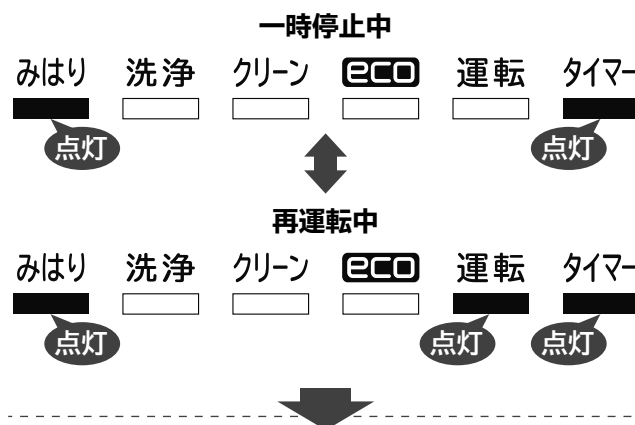 一時停止中
みはり 洗浄 クリーン eco 運転 タイマー
点灯 点灯
再運転中
みはり 洗浄 クリーン eco 運転 タイマー
点灯 点灯 点灯